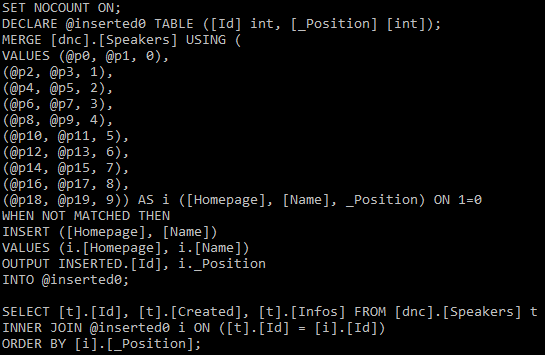 SET NOCOUNT ON;
DECLARE @inserted0 TABLE ([Id] int, [_Position] [int]);
MERGE [dnc].[Speakers] USING (
VALUES (@p0, @p1, 0),
(@p2, @p3, 1),
(@p4, @p5, 2),
(@p6, @p7, 3),
(@p8, @p9, 4),
(@p10, @p11, 5),
(@p12, @p13, 6),
(@p14, @p15, 7),
(@p16, @p17, 8),
(@p18, @p19, 9)) AS i ([Homepage], [Name], _Position) ON 1=0
WHEN NOT MATCHED THEN
INSERT ([Homepage], [Name])
VALUES (i.[Homepage], i.[Name])
OUTPUT INSERTED.[Id], i._Position
INTO @inserted0;
SELECT [t].[Id], [t].[Created], [t].[Infos] FROM [dnc].[Speakers] t
INNER JOIN @inserted0 i ON ([t].[Id] = [i].[Id])
ORDER BY [i].[_Position];